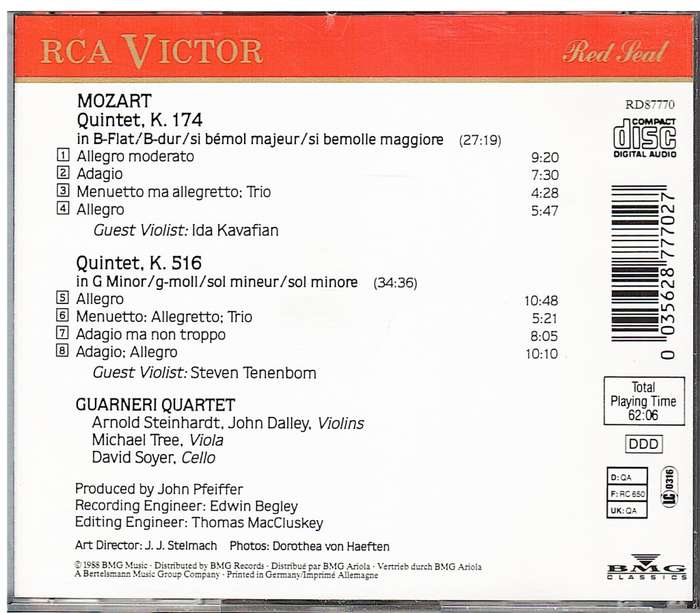 RCA VICTOR
Red Seal
MOZART
Quintet, K. 174
in B-Flat/B-dur/si bémol majeur/si bemolle maggiore (27:19)
1 Allegro moderato 9:20
2 Adagio 7:30
3 Menuetto ma allegretto; Trio 4:28
4 Allegro 5:47
Guest Violist: Ida Kavafian
Quintet, K. 516
in G Minor/g-moll/sol mineur/sol minore (34:36)
5 Allegro 10:48
6 Menuetto: Allegretto; Trio 5:21
7 Adagio ma non troppo 8:05
8 Adagio; Allegro 10:10
Guest Violist: Steven Tenenbom
GUARNERI QUARTET
Arnold Steinhardt, John Dalley, Violins
Michael Tree, Viola
David Soyer, Cello
Produced by John Pfeiffer
Recording Engineer: Edwin Begley
Editing Engineer: Thomas MacCluskey
Art Director: J. J. Stelmach Photos: Dorothea von Haeften
© 1988 BMG Music · Distributed by BMG Records · Distribué par BMG Ariola · Vertrieb durch BMG Ariola
A Bertelsmann Music Group Company · Printed in Germany/Imprimé Allemagne
RD87770
COMPACT
disc
DIGITAL AUDIO
0 035628 777027
Total
Playing Time
62:06
DDD
D: QA
F: RC 650
UK: QA
LC 0316
BMG
CLASSICS